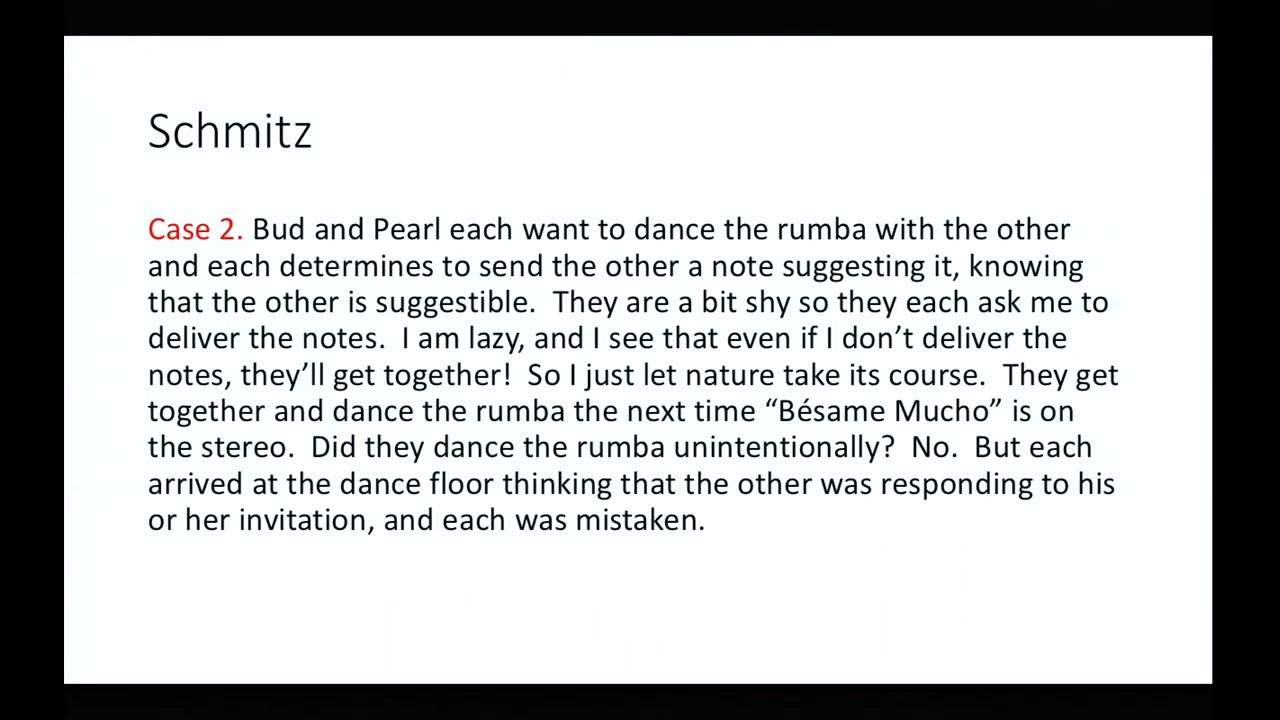 Schmitz
Case 2. Bud and Pearl each want to dance the rumba with the other
and each determines to send the other a note suggesting it, knowing
that the other is suggestible.  They are a bit shy so they each ask me to
deliver the notes.  I am lazy, and I see that even if I don’t deliver the
notes, they’ll get together!  So I just let nature take its course.  They get
together and dance the rumba the next time “Bésame Mucho” is on
the stereo.  Did they dance the rumba unintentionally?  No.  But each
arrived at the dance floor thinking that the other was responding to his
or her invitation, and each was mistaken.